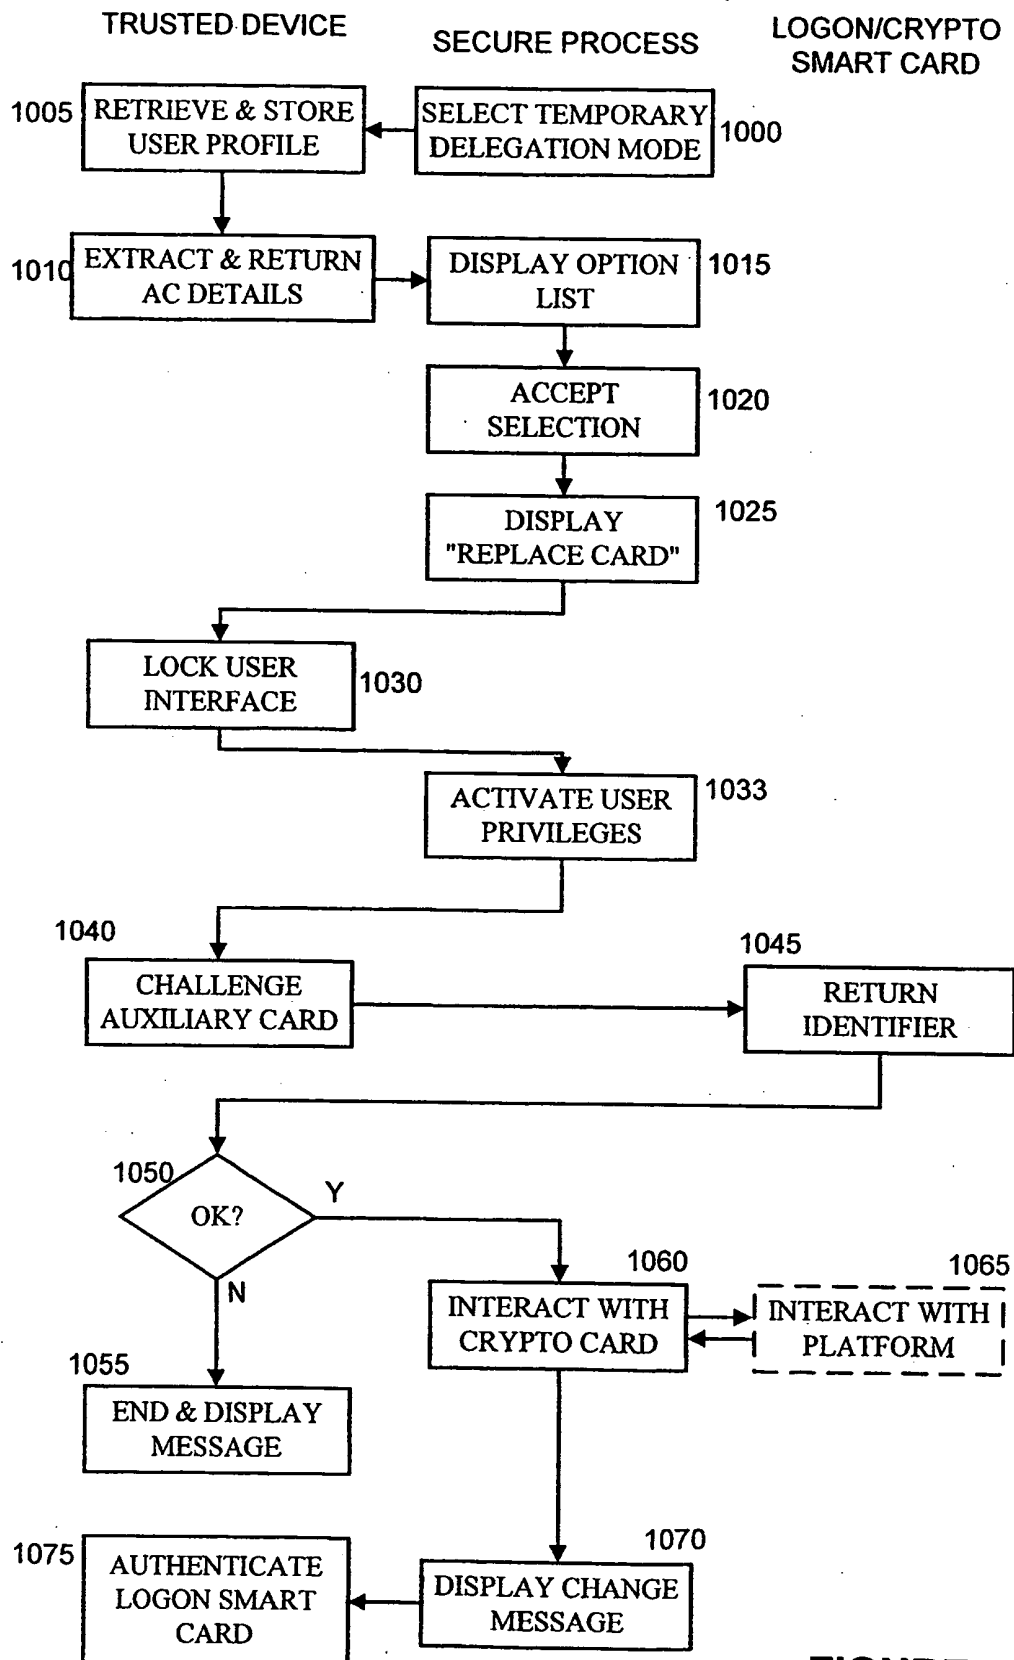 TRUSTED DEVICE
SECURE PROCESS
LOGON/CRYPTO
SMART CARD
1005
RETRIEVE & STORE
USER PROFILE
SELECT TEMPORARY
DELEGATION MODE
1000
1010
EXTRACT & RETURN
AC DETAILS
DISPLAY OPTION
LIST
1015
ACCEPT
SELECTION
1020
DISPLAY
"REPLACE CARD"
1025
LOCK USER
INTERFACE
1030
ACTIVATE USER
PRIVILEGES
1033
1040
CHALLENGE
AUXILIARY CARD
1045
RETURN
IDENTIFIER
1050
OK?
Y
N
1060
INTERACT WITH
CRYPTO CARD
1065
INTERACT WITH
PLATFORM
1055
END & DISPLAY
MESSAGE
1070
DISPLAY CHANGE
MESSAGE
1075
AUTHENTICATE
LOGON SMART
CARD